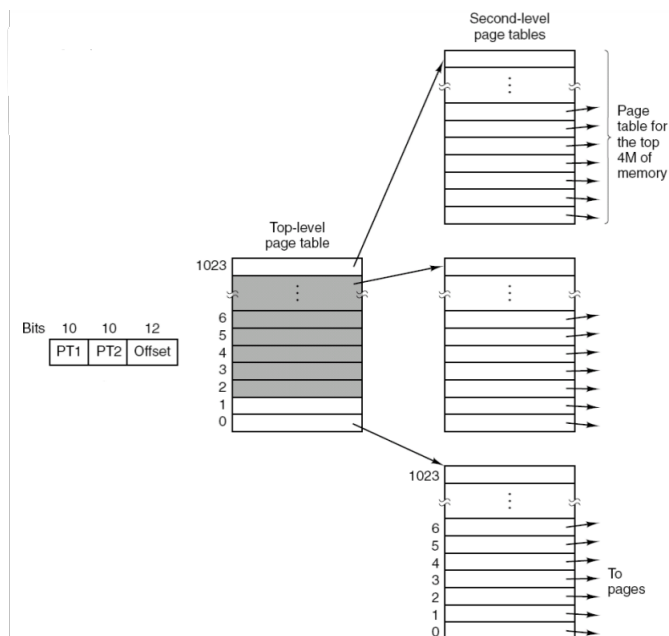 Second-level
page tables
Page
table for
the top
4M of
memory
Top-level
page table
1023
6
5
4
3
2
1
0
Bits 10 10 12
PT1 PT2 Offset
1023
6
5
4
3
2
1
0
To
pages